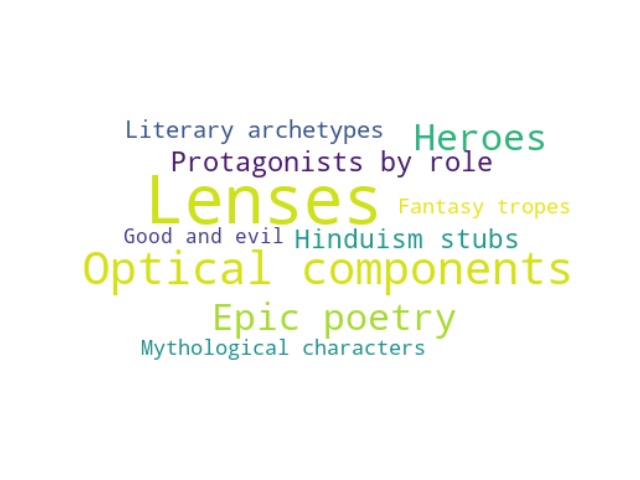 Literary archetypes
Heroes
Protagonists by role
Lenses
Fantasy tropes
Good and evil
Hinduism stubs
Optical components
Epic poetry
Mythological characters